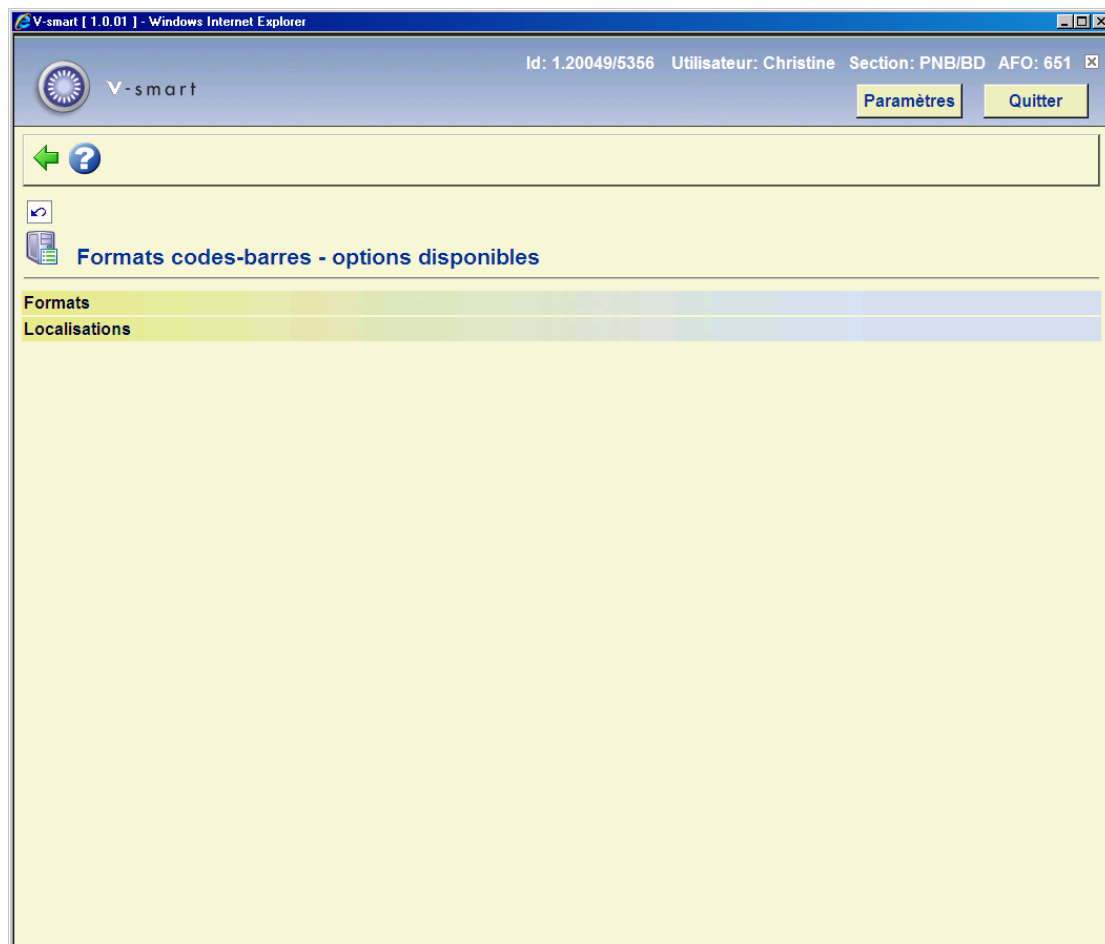 V-smart [ 1.0.01 ] - Windows Internet Explorer
Id: 1.20049/5356 Utilisateur: Christine Section: PNB/BD AFO: 651
V-smart
Paramètres Quitter
Formats codes-barres - options disponibles
Formats
Localisations